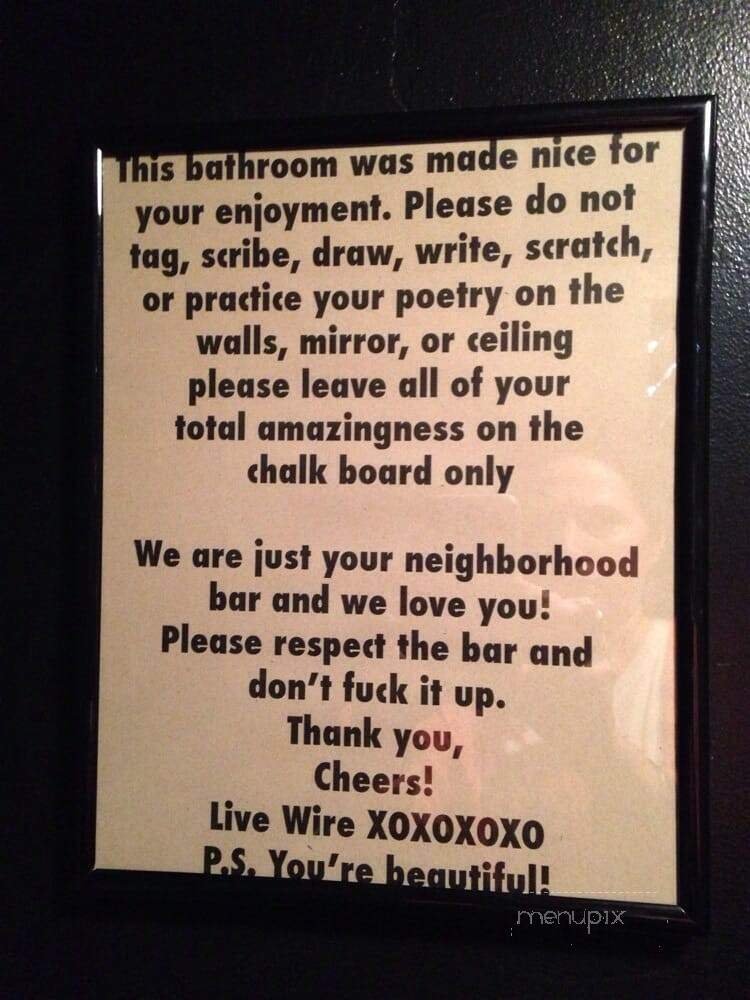 This bathroom was made nice for
your enjoyment. Please do not
tag, scribe, draw, write, scratch,
or practice your poetry on the
walls, mirror, or ceiling
please leave all of your
total amazingness on the
chalk board only
We are just your neighborhood
bar and we love you!
Please respect the bar and
don't fuck it up.
Thank you,
Cheers!
Live Wire XOXOXOXO
P.S. You're beautiful!
menupix